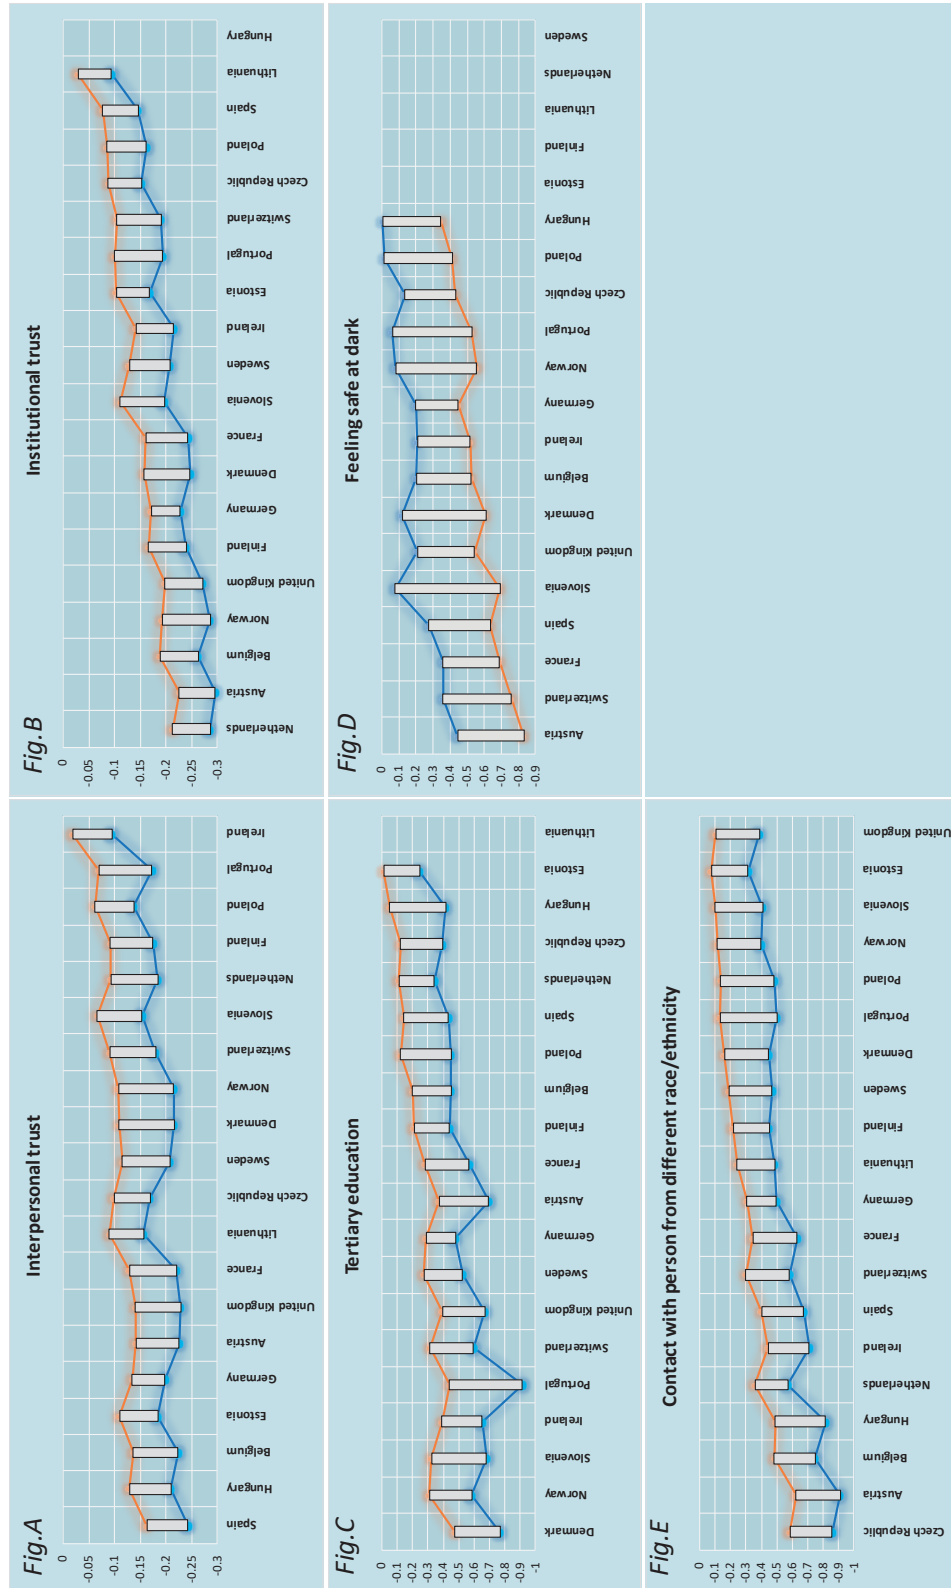 Fig.A
Interpersonal trust
0
-0.05
-0.1
-0.15
-0.2
-0.25
-0.3
Spain
Hungary
Belgium
Estonia
Germany
Austria
United Kingdom
France
Lithuania
Czech Republic
Sweden
Denmark
Norway
Switzerland
Slovenia
Netherlands
Finland
Poland
Portugal
Ireland
Fig.B
Institutional trust
0
-0.05
-0.1
-0.15
-0.2
-0.25
-0.3
Netherlands
Austria
Belgium
Norway
United Kingdom
Finland
Germany
Denmark
France
Slovenia
Sweden
Ireland
Estonia
Portugal
Switzerland
Czech Republic
Poland
Spain
Lithuania
Hungary
Fig.C
Tertiary education
0
-0.1
-0.2
-0.3
-0.4
-0.5
-0.6
-0.7
-0.8
-0.9
-1
Denmark
Norway
Slovenia
Ireland
Portugal
Switzerland
United Kingdom
Sweden
Germany
Austria
France
Finland
Belgium
Poland
Spain
Netherlands
Czech Republic
Hungary
Estonia
Lithuania
Fig.D
Feeling safe at dark
0
-0.1
-0.2
-0.3
-0.4
-0.5
-0.6
-0.7
-0.8
-0.9
Austria
Switzerland
France
Spain
Slovenia
United Kingdom
Denmark
Belgium
Ireland
Germany
Norway
Portugal
Czech Republic
Poland
Hungary
Estonia
Finland
Lithuania
Netherlands
Sweden
Fig.E
Contact with person from different race/ethnicity
0
-0.1
-0.2
-0.3
-0.4
-0.5
-0.6
-0.7
-0.8
-0.9
-1
Czech Republic
Austria
Belgium
Hungary
Netherlands
Ireland
Spain
Switzerland
France
Germany
Lithuania
Finland
Sweden
Denmark
Portugal
Poland
Norway
Slovenia
Estonia
United Kingdom